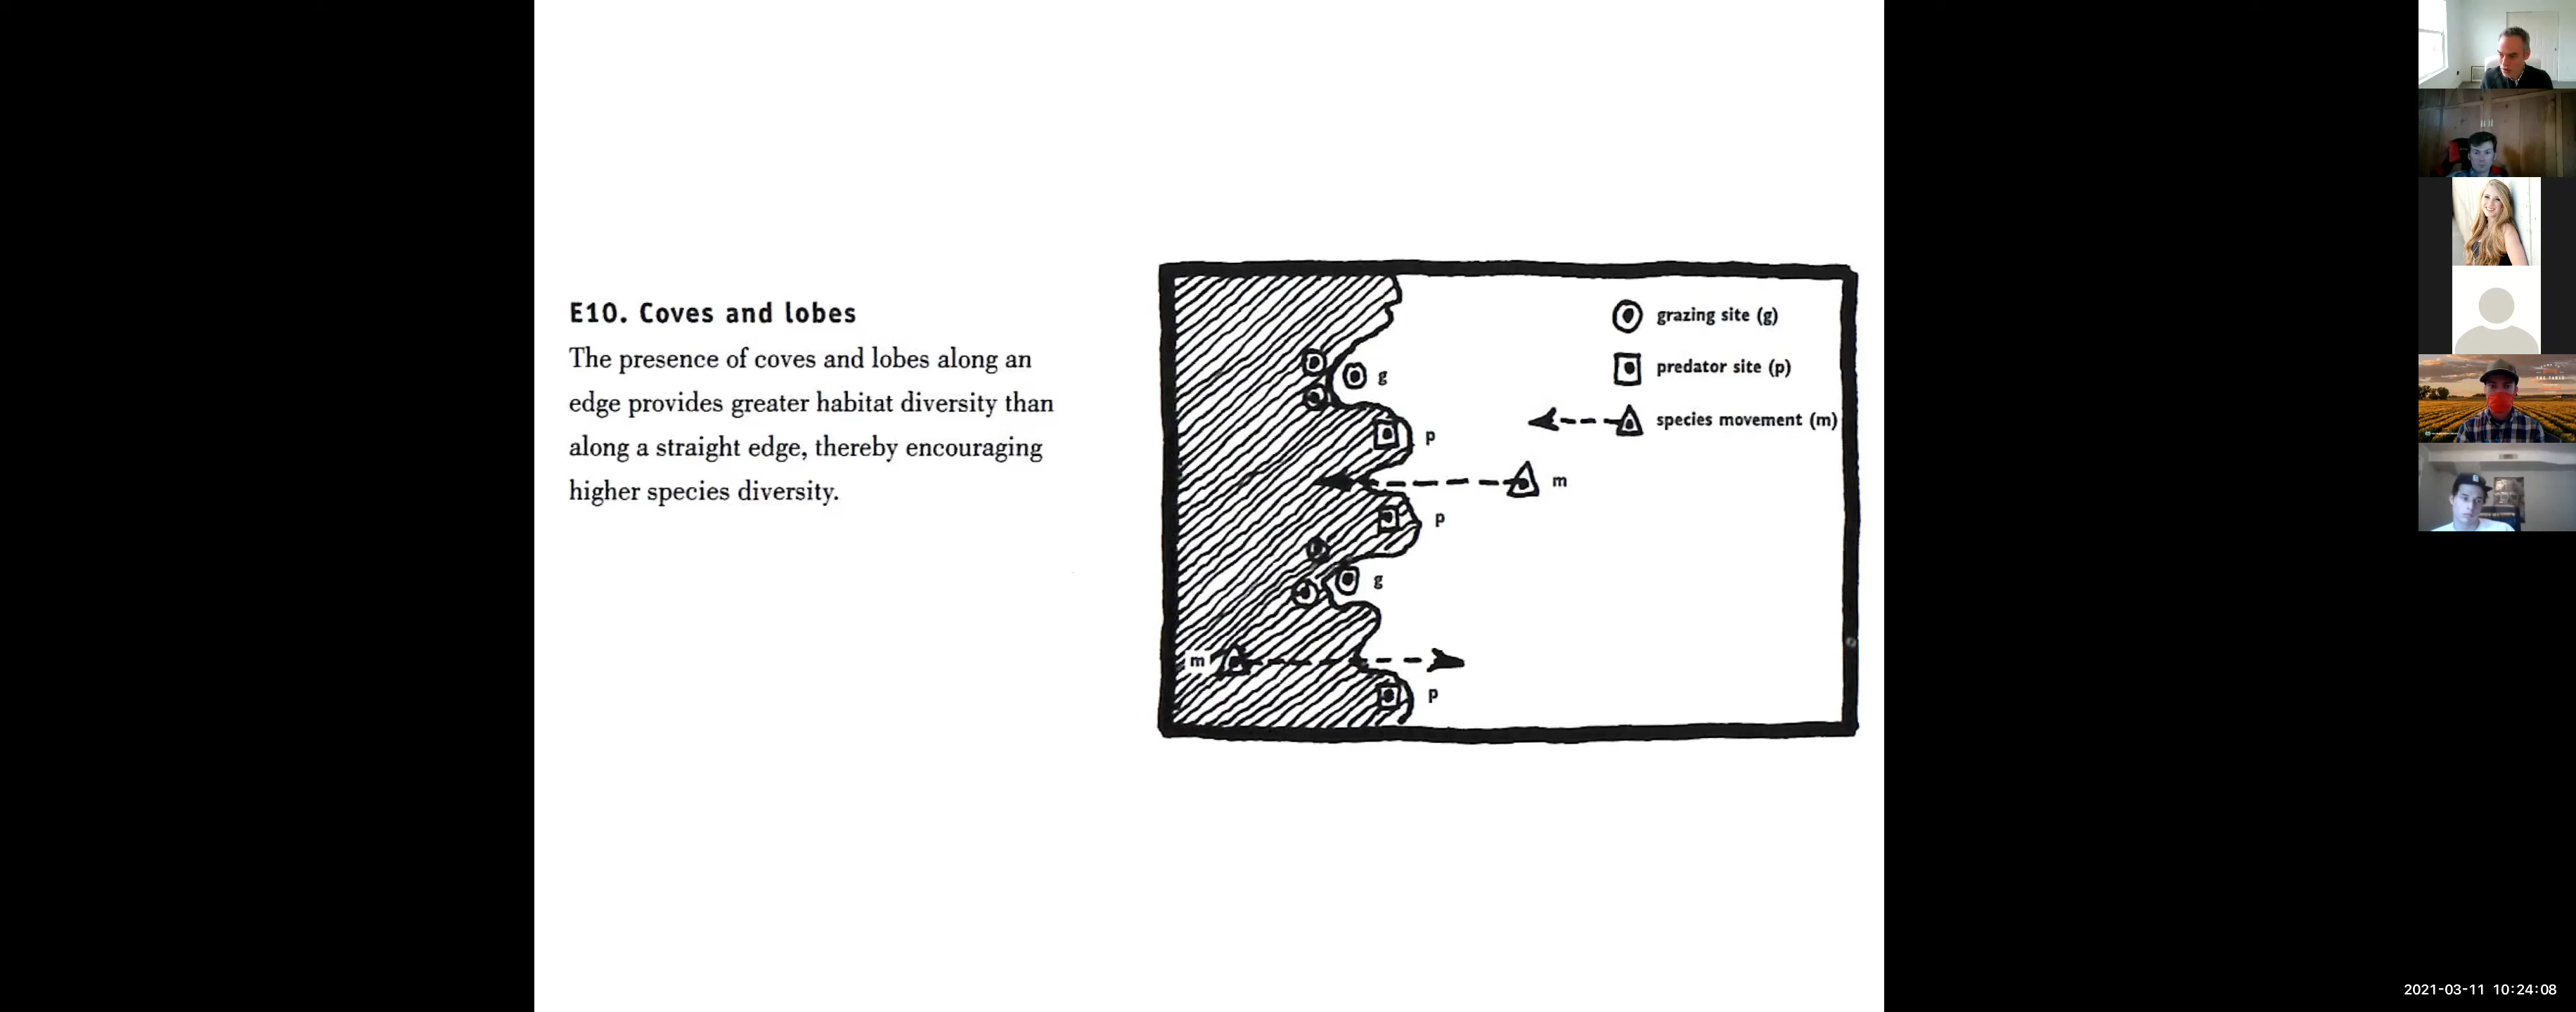 E10. Coves and lobes
The presence of coves and lobes along an
edge provides greater habitat diversity than
along a straight edge, thereby encouraging
higher species diversity.
grazing site (g)
predator site (p)
species movement (m)
g
p
m
p
g
m
p
2021-03-11 10:24:08